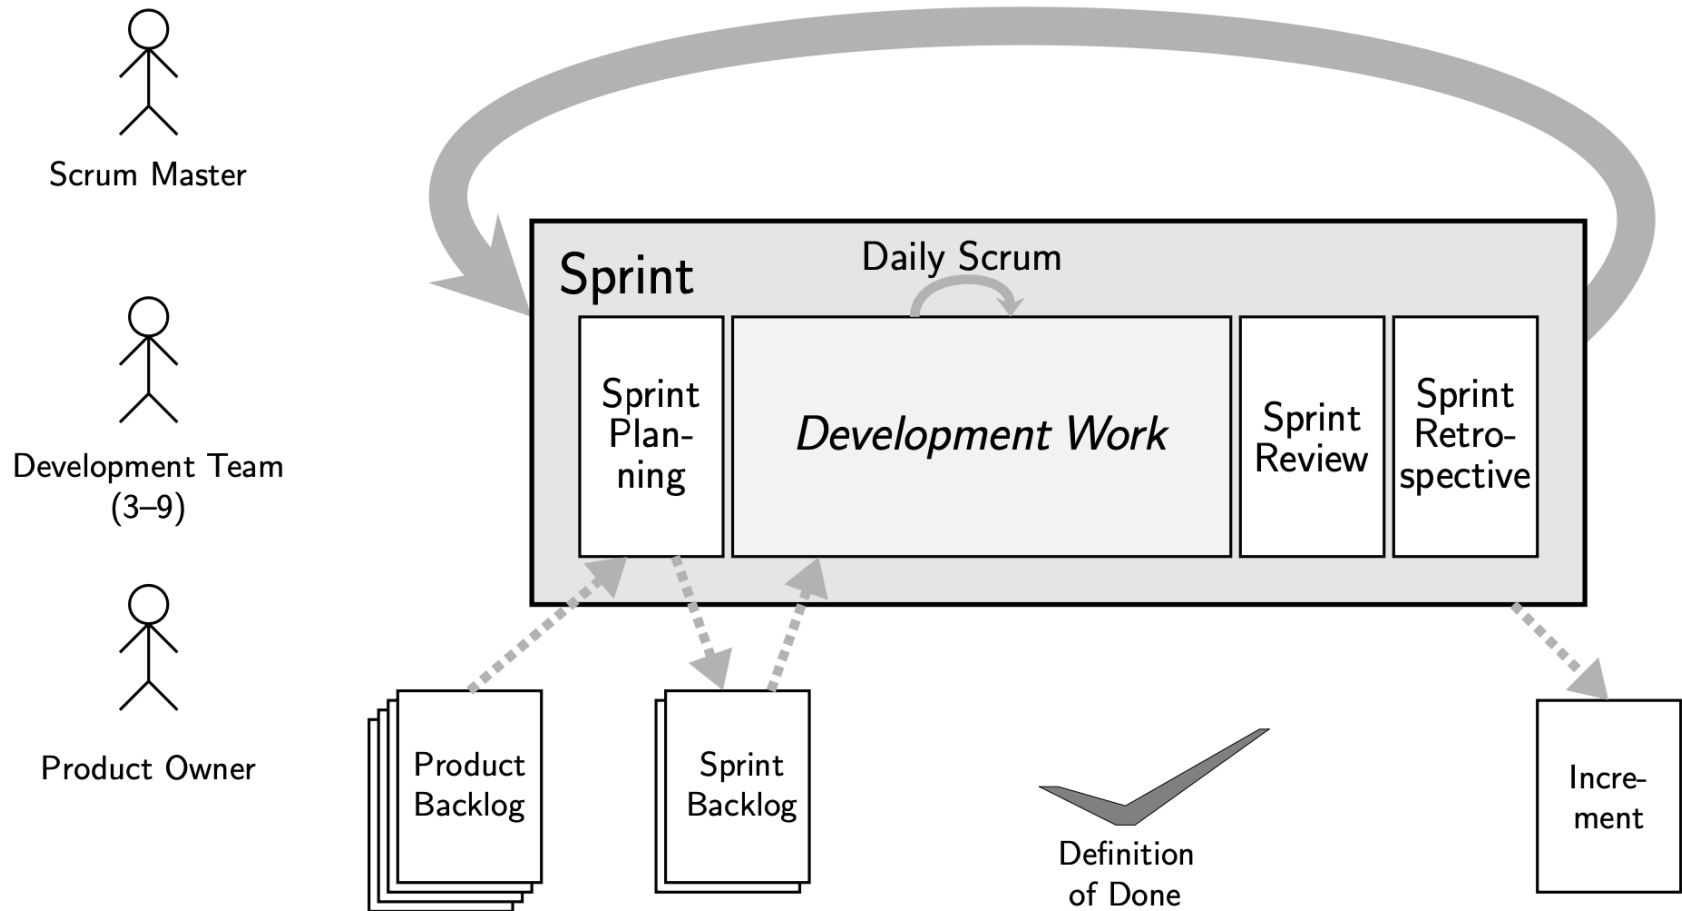 Scrum Master
Development Team
(3–9)
Product Owner
Sprint
Daily Scrum
Sprint
Plan-
ning
Development Work
Sprint
Review
Sprint
Retro-
spective
Product
Backlog
Sprint
Backlog
Definition
of Done
Incre-
ment